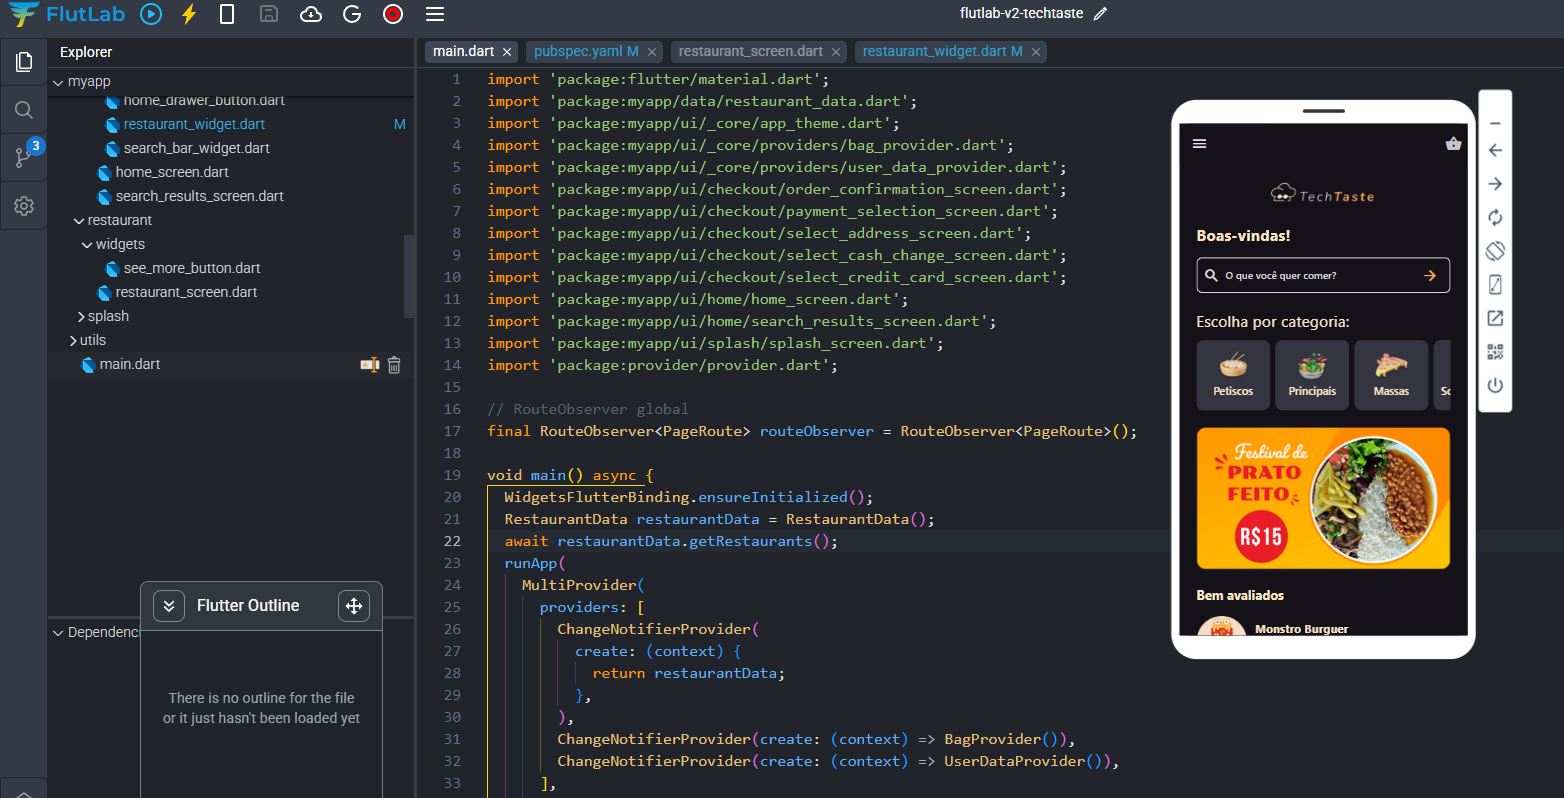 FlutLab
flutlab-v2-techtaste
Explorer
myapp
home_drawer_button.dart
restaurant_widget.dart M
search_bar_widget.dart
3
home_screen.dart
search_results_screen.dart
restaurant
widgets
see_more_button.dart
restaurant_screen.dart
splash
utils
main.dart
Flutter Outline
Dependenci
There is no outline for the file
or it just hasn't been loaded yet
main.dart pubspec.yaml M restaurant_screen.dart restaurant_widget.dart M
1 import 'package:flutter/material.dart';
2 import 'package:myapp/data/restaurant_data.dart';
3 import 'package:myapp/ui/_core/app_theme.dart';
4 import 'package:myapp/ui/_core/providers/bag_provider.dart';
5 import 'package:myapp/ui/_core/providers/user_data_provider.dart';
6 import 'package:myapp/ui/checkout/order_confirmation_screen.dart';
7 import 'package:myapp/ui/checkout/payment_selection_screen.dart';
8 import 'package:myapp/ui/checkout/select_address_screen.dart';
9 import 'package:myapp/ui/checkout/select_cash_change_screen.dart';
10 import 'package:myapp/ui/checkout/select_credit_card_screen.dart';
11 import 'package:myapp/ui/home/home_screen.dart';
12 import 'package:myapp/ui/home/search_results_screen.dart';
13 import 'package:myapp/ui/splash/splash_screen.dart';
14 import 'package:provider/provider.dart';
15
16 // RouteObserver global
17 final RouteObserver<PageRoute> routeObserver = RouteObserver<PageRoute>();
18
19 void main() async {
20 WidgetsFlutterBinding.ensureInitialized();
21 RestaurantData restaurantData = RestaurantData();
22 await restaurantData.getRestaurants();
23 runApp(
24 MultiProvider(
25 providers: [
26 ChangeNotifierProvider(
27 create: (context) {
28 return restaurantData;
29 },
30 ),
31 ChangeNotifierProvider(create: (context) => BagProvider()),
32 ChangeNotifierProvider(create: (context) => UserDataProvider()),
33 ],
TechTaste
Boas-vindas!
O que você quer comer?
Escolha por categoria:
Petiscos Principais Massas So
Festival de
PRATO
FEITO
R$15
Bem avaliados
Monstro Burguer